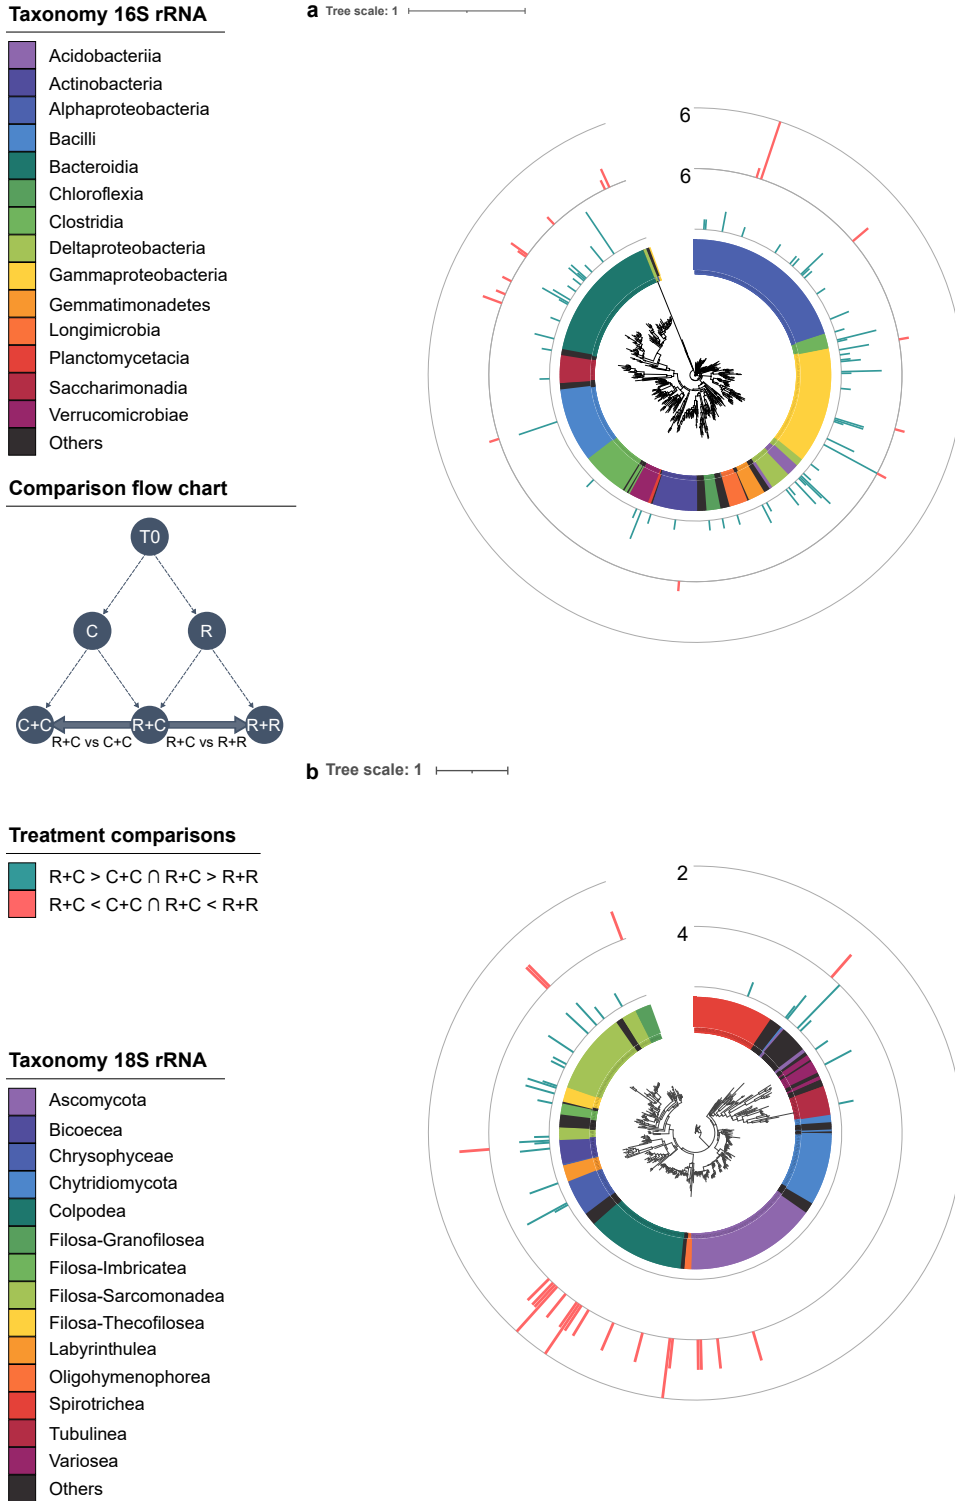 Taxonomy 16S rRNA
Acidobacteriia
Actinobacteria
Alphaproteobacteria
Bacilli
Bacteroidia
Chloroflexia
Clostridia
Deltaproteobacteria
Gammaproteobacteria
Gemmatimonadetes
Longimicrobia
Planctomycetacia
Saccharimonadia
Verrucomicrobiae
Others
a Tree scale: 1
6
6
Comparison flow chart
T0
C R
C+C R+C R+R
R+C vs C+C R+C vs R+R
b Tree scale: 1
2
4
Treatment comparisons
R+C > C+C ∩ R+C > R+R
R+C < C+C ∩ R+C < R+R
Taxonomy 18S rRNA
Ascomycota
Bicoecea
Chrysophyceae
Chytridiomycota
Colpodea
Filosa-Granofilosea
Filosa-Imbricatea
Filosa-Sarcomonadea
Filosa-Thecofilosea
Labyrinthulea
Oligohymenophorea
Spirotrichea
Tubulinea
Variosea
Others